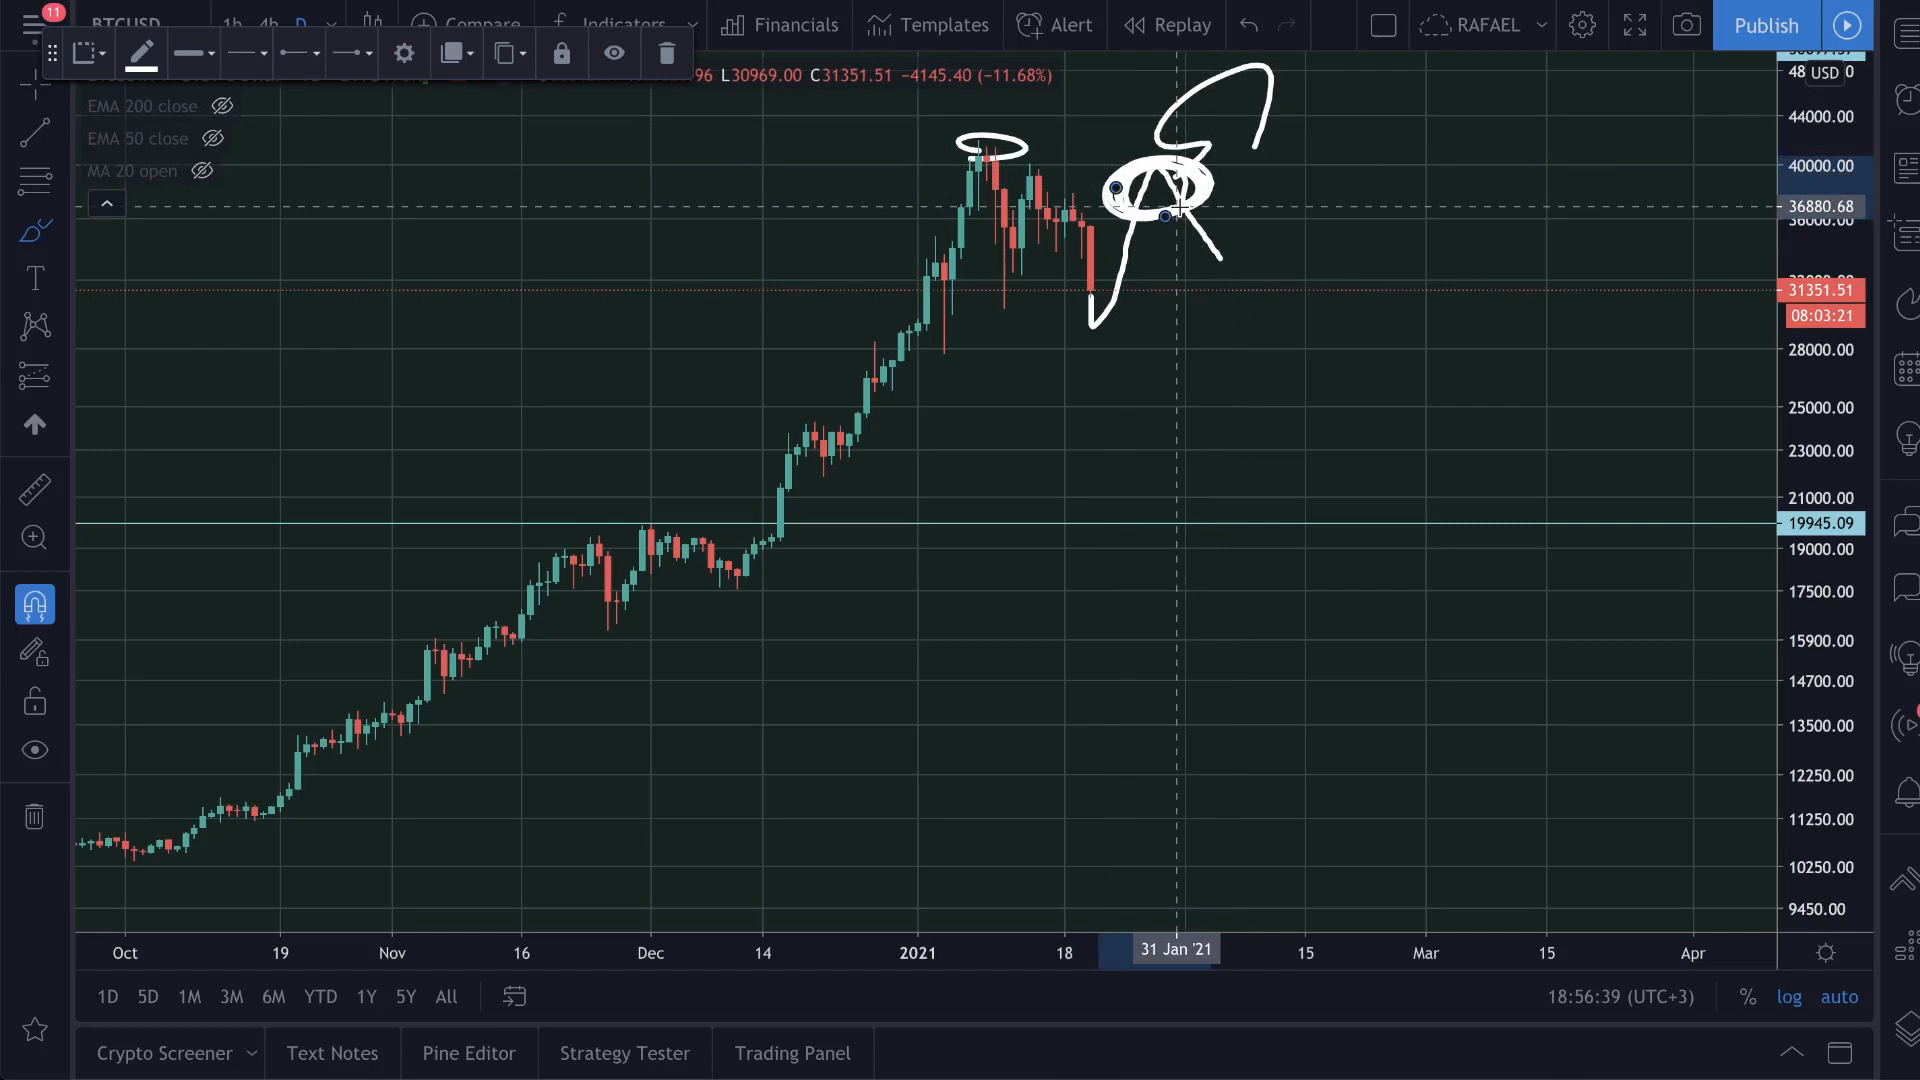 11
BTCUSD 1h 4h D Compare Indicators Financials Templates Alert Replay RAFAEL Publish
96 L30969.00 C31351.51 −4145.40 (−11.68%)
EMA 200 close
EMA 50 close
MA 20 open
USD
44000.00
40000.00
36880.68
36000.00
31351.51
08:03:21
28000.00
25000.00
23000.00
21000.00
19945.09
19000.00
17500.00
15900.00
14700.00
13500.00
12250.00
11250.00
10250.00
9450.00
Oct 19 Nov 16 Dec 14 2021 18 31 Jan '21 15 Mar 15 Apr
1D 5D 1M 3M 6M YTD 1Y 5Y All 18:56:39 (UTC+3) % log auto
Crypto Screener Text Notes Pine Editor Strategy Tester Trading Panel